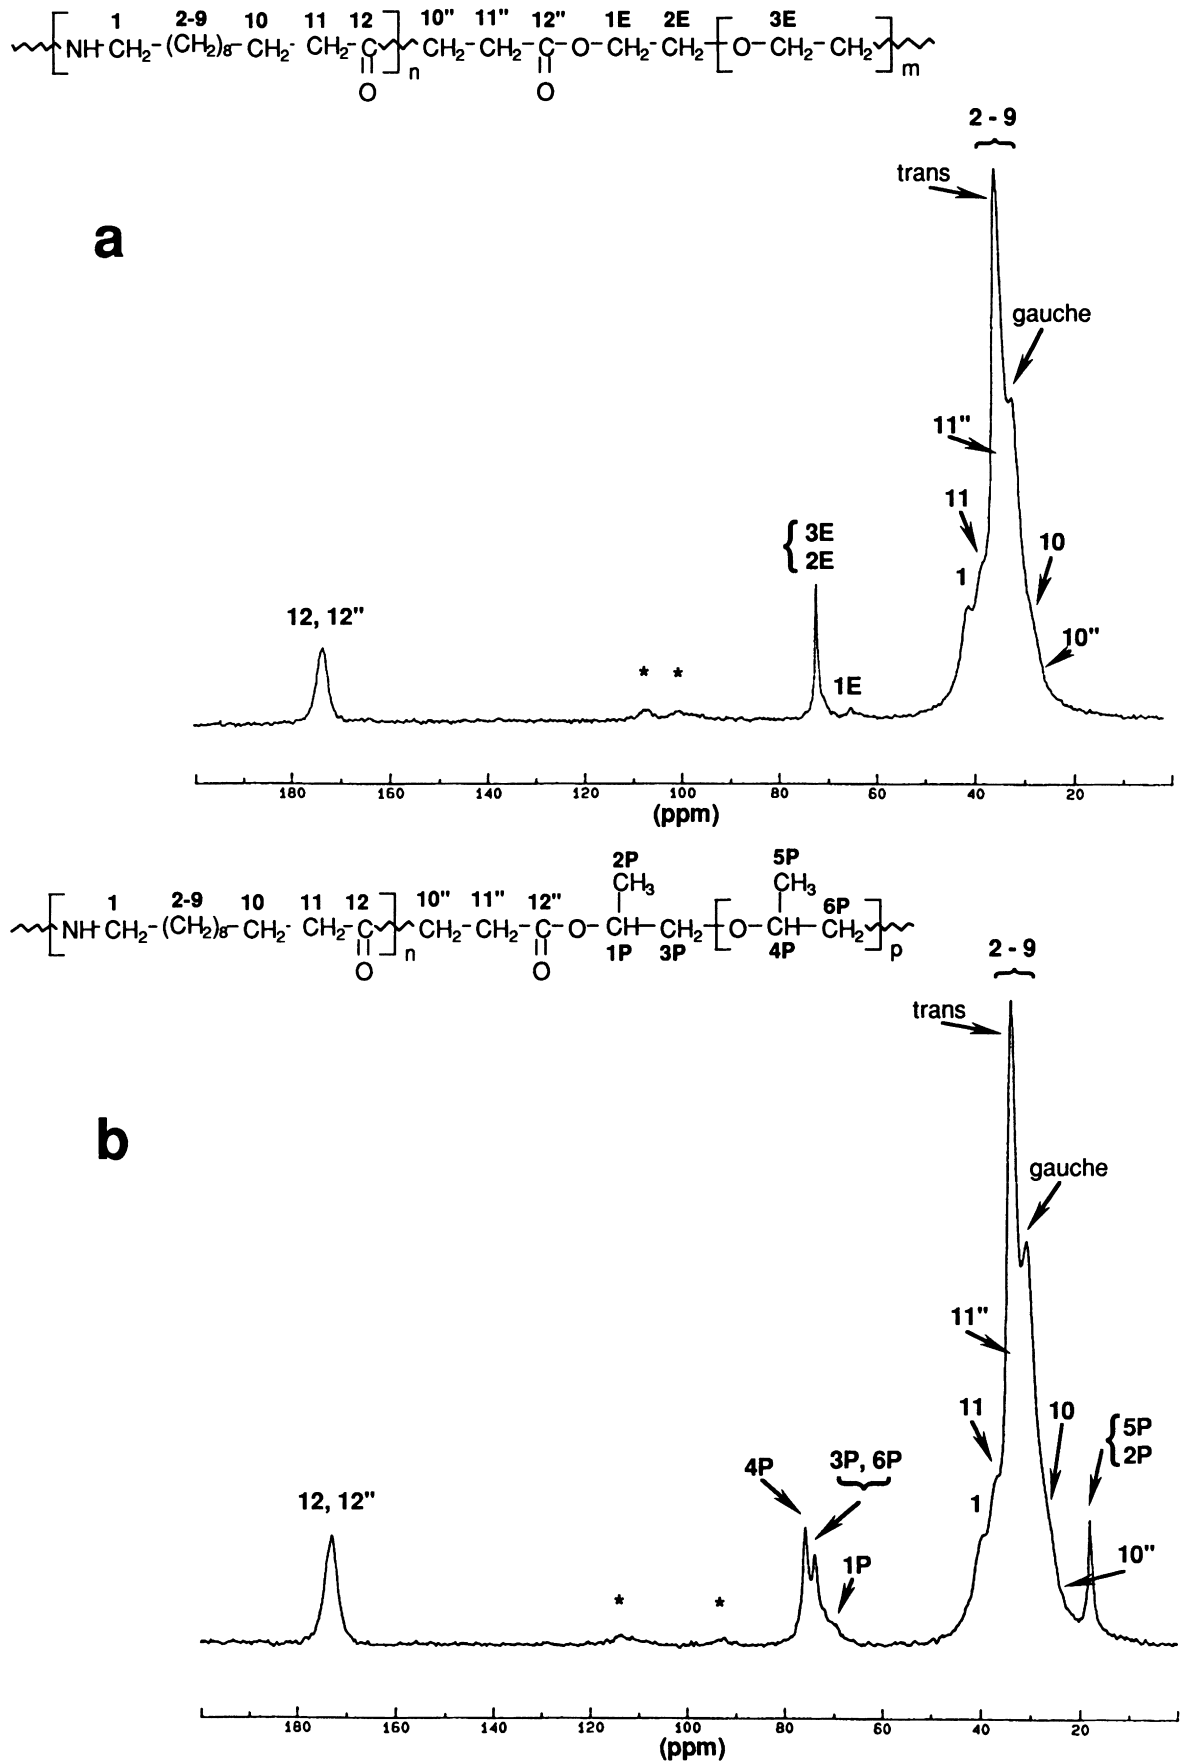 1 2-9 10 11 12 10" 11" 12" 1E 2E 3E
NH CH2 (CH2)8 CH2 CH2 C n CH2 CH2 C O CH2 CH2 O CH2 CH2 m
O O
2 - 9
trans
a
gauche
11"
11
3E
2E
10
1
12, 12"
10"
* *
1E
180 160 140 120 100 80 60 40 20
(ppm)
2P 5P
CH3 CH3
1 2-9 10 11 12 10" 11" 12" 6P
NH CH2 (CH2)8 CH2 CH2 C n CH2 CH2 C O CH CH2 O CH CH2 p
1P 3P 4P
O O
2 - 9
trans
b
gauche
11"
11
10
5P
2P
4P
3P, 6P
12, 12"
1
10"
1P
* *
180 160 140 120 100 80 60 40 20
(ppm)